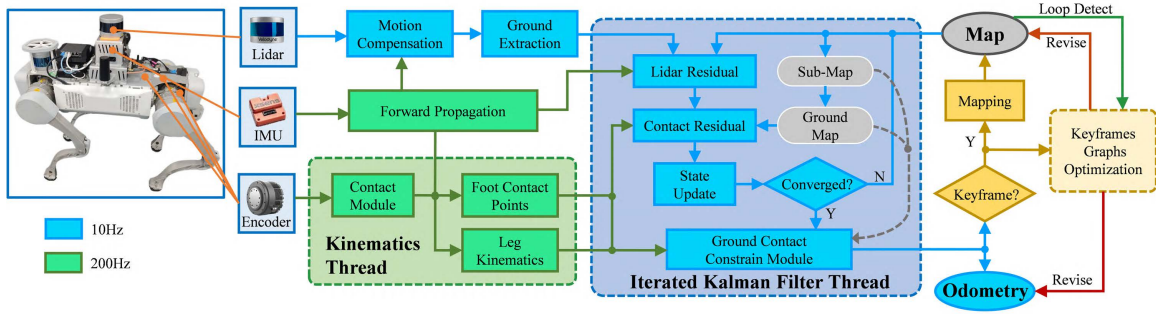 Lidar
IMU
Encoder
10Hz
200Hz
Motion
Compensation
Ground
Extraction
Forward Propagation
Contact
Module
Foot Contact
Points
Leg
Kinematics
Kinematics
Thread
Lidar Residual
Sub-Map
Contact Residual
Ground
Map
State
Update
Converged?
N
Y
Ground Contact
Constrain Module
Iterated Kalman Filter Thread
Map
Loop Detect
Revise
Mapping
Y
Keyframes
Graphs
Optimization
Keyframe?
Odometry
Revise